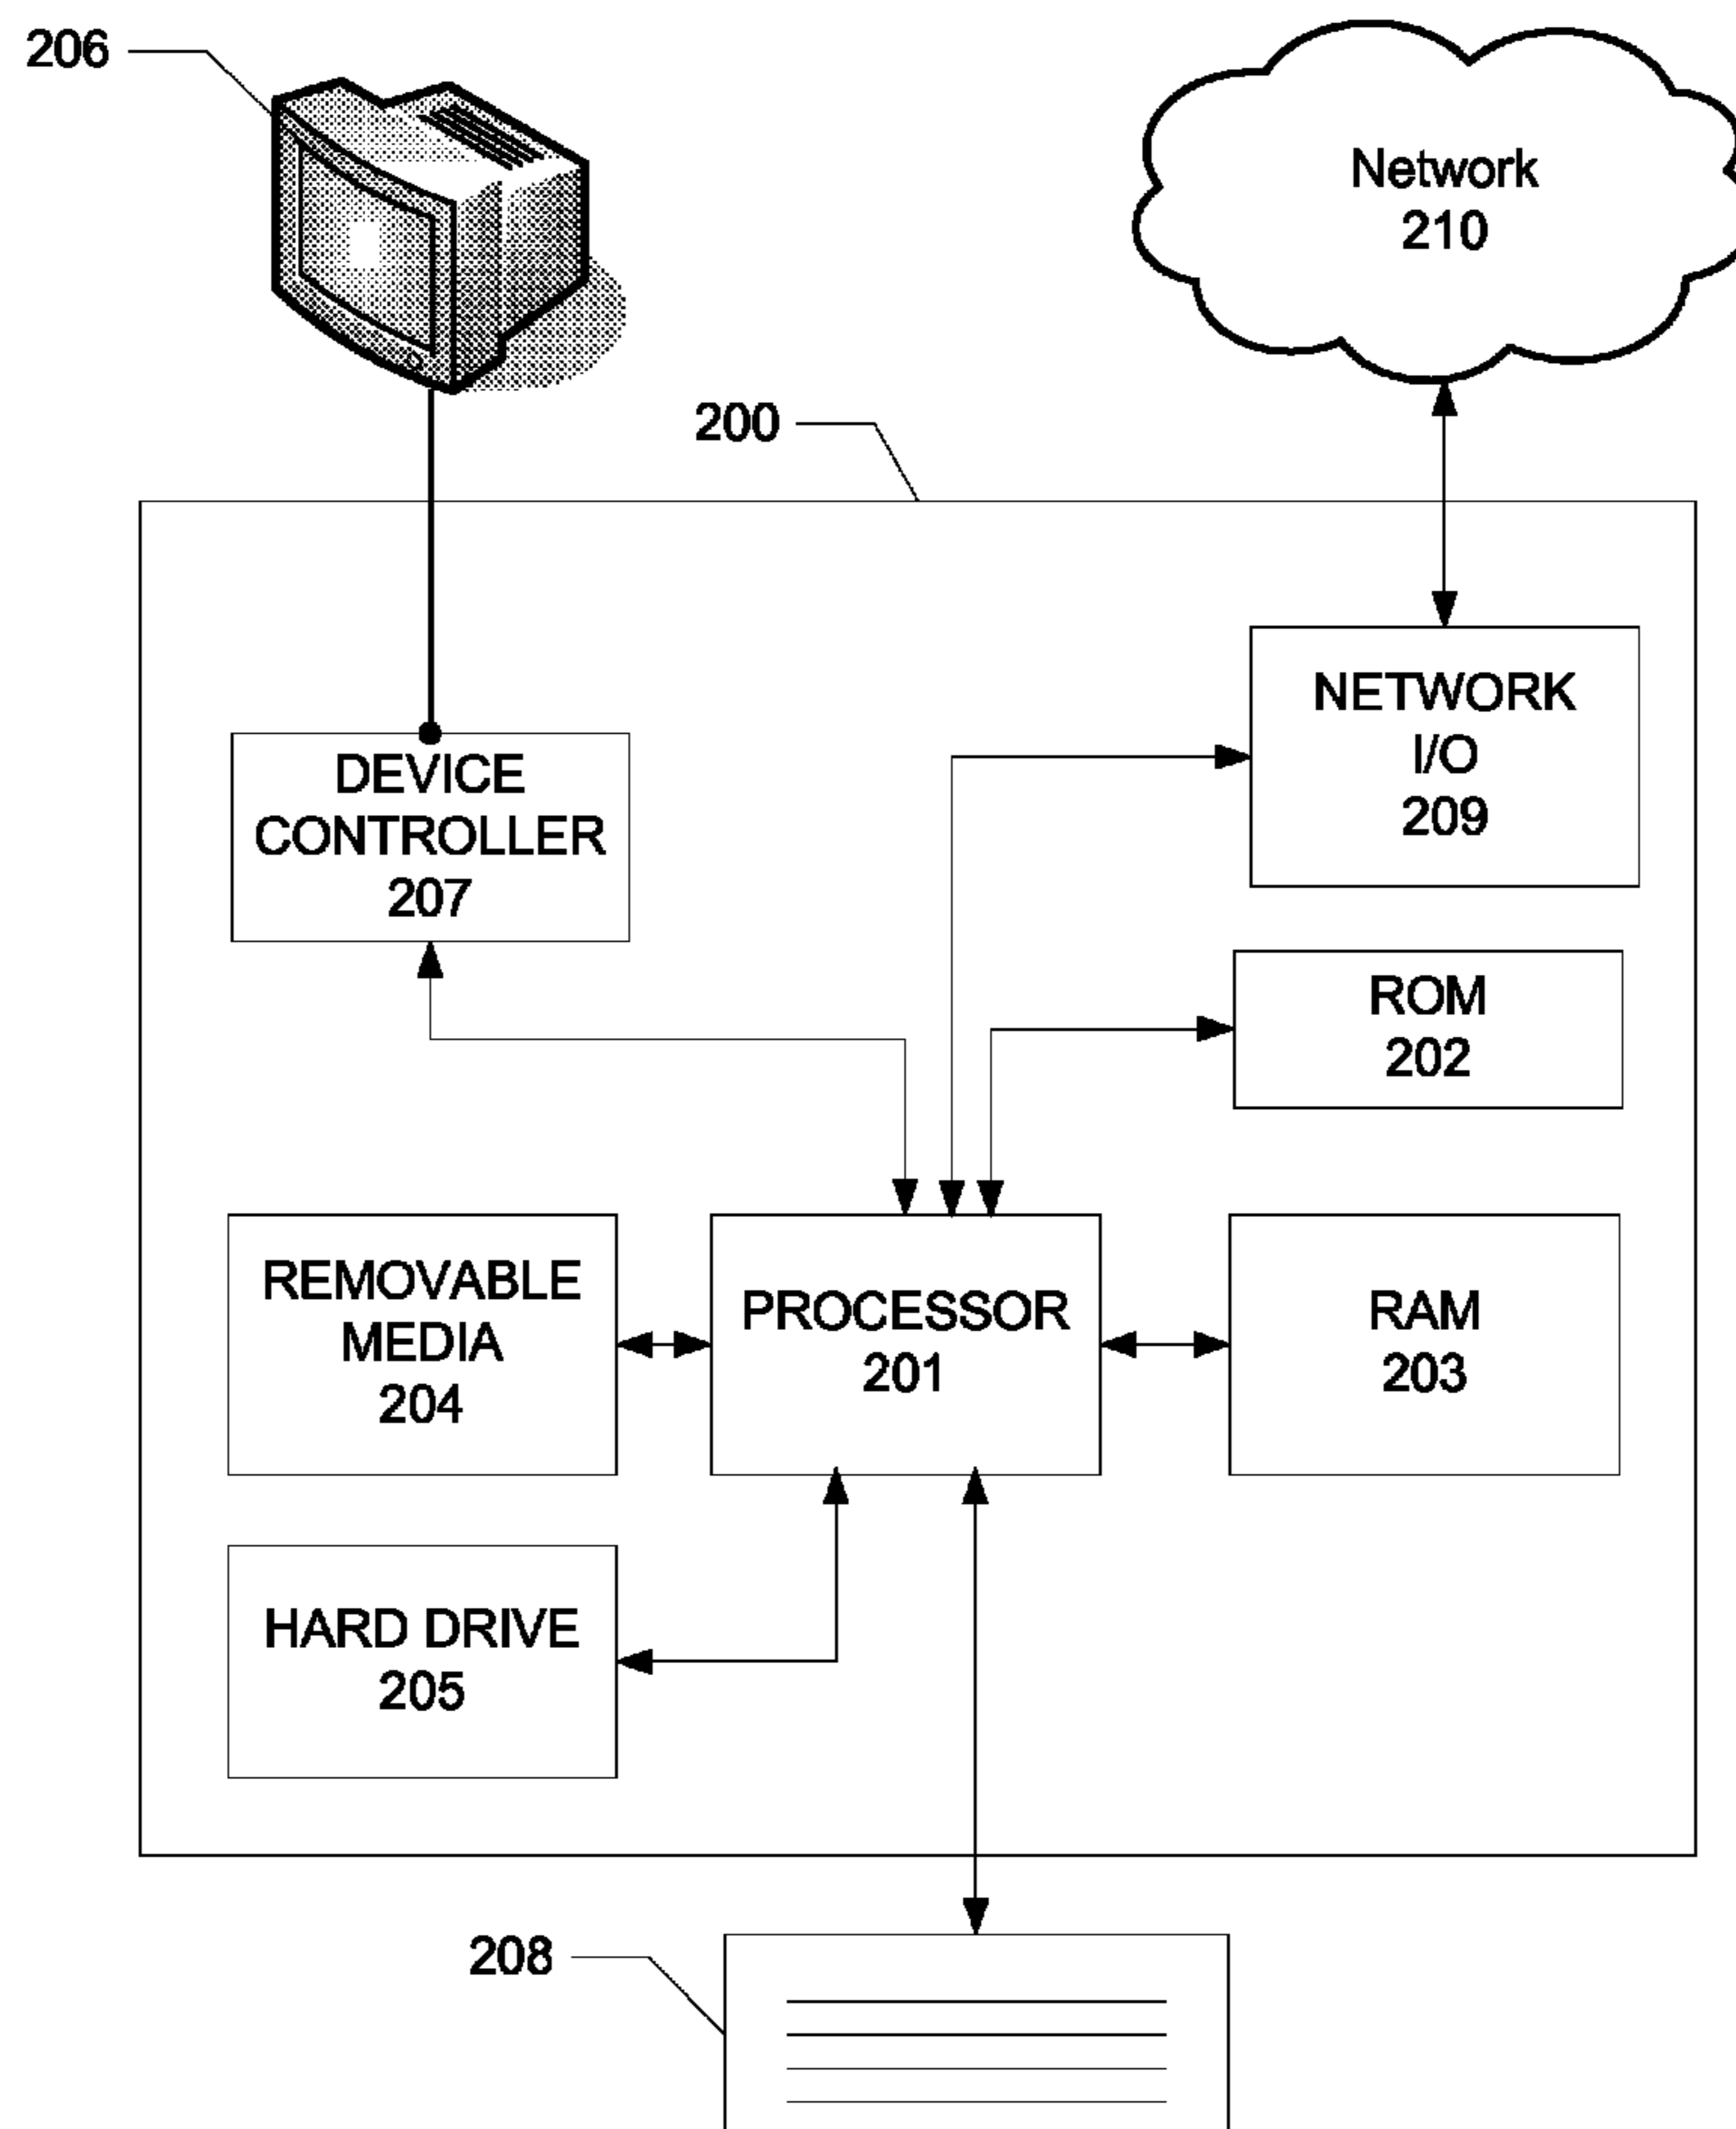 206
Network
210
200
NETWORK
I/O
209
DEVICE
CONTROLLER
207
ROM
202
REMOVABLE
MEDIA
204
PROCESSOR
201
RAM
203
HARD DRIVE
205
208